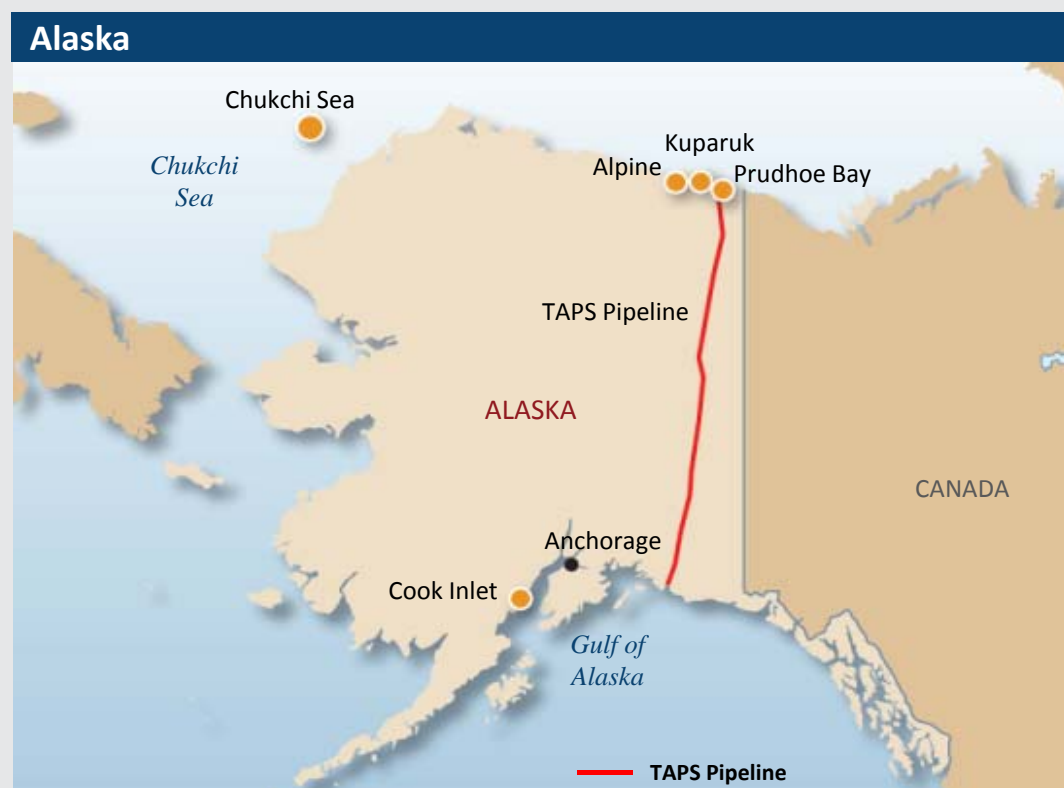 Alaska
Chukchi Sea
Chukchi
Sea
Kuparuk
Alpine
Prudhoe Bay
TAPS Pipeline
ALASKA
CANADA
Anchorage
Cook Inlet
Gulf of
Alaska
TAPS Pipeline